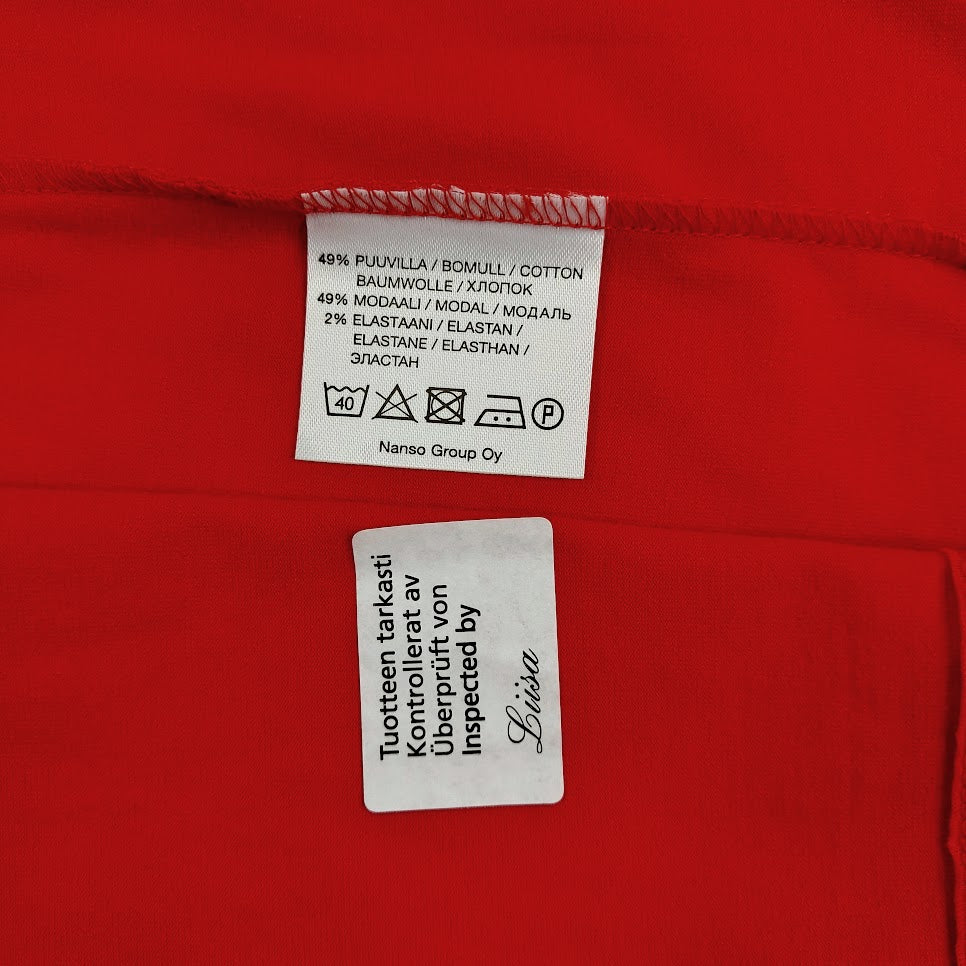 49% PUUVILLA / BOMULL / COTTON
BAUMWOLLE / ХЛОПОК
49% MODAALI / MODAL / МОДАЛЬ
2% ELASTAANI / ELASTAN /
ELASTANE / ELASTHAN /
ЭЛАСТАН
40 P
Nanso Group Oy
Tuotteen tarkasti
Kontrollerat av
Überprüft von
Inspected by
Liisa